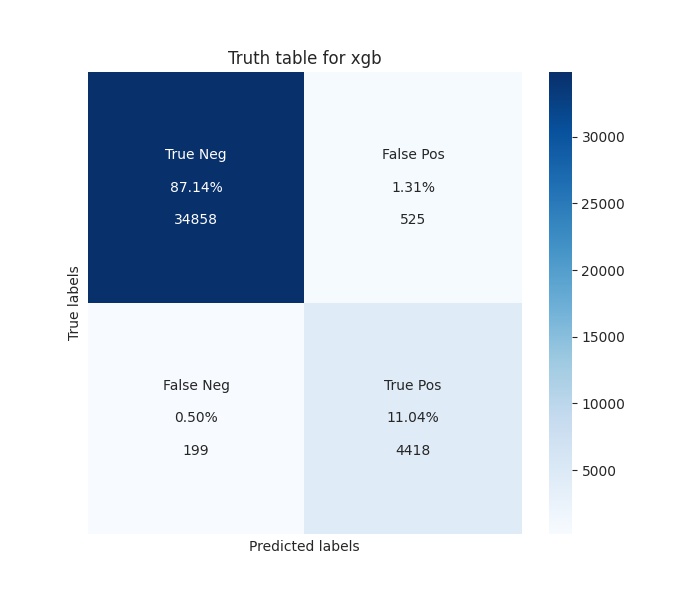 Truth table for xgb
True Neg
87.14%
34858
False Pos
1.31%
525
False Neg
0.50%
199
True Pos
11.04%
4418
True labels
Predicted labels
30000
25000
20000
15000
10000
5000